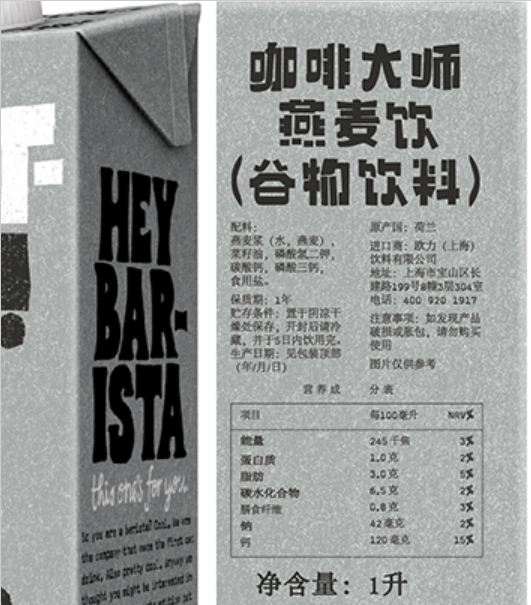 HEY
BAR-
ISTA
this one's for you.
So you are a barista? Cool. We are
the company that owns the first oat
drink. Also pretty cool. Anyway we
thought you might be interested in
咖啡大师
燕麦饮
(谷物饮料)
配料:
燕麦浆（水，燕麦），
菜籽油，磷酸氢二钾，
碳酸钙，磷酸三钙，
食用盐。
保质期: 1年
贮存条件: 置于阴凉干
燥处保存，开封后请冷
藏，并于5日内饮用完。
生产日期: 见包装顶部
（年/月/日）
原产国: 荷兰
进口商: 欧力（上海）
饮料有限公司
地址: 上海市宝山区长
建路199号8幢3层304室
电话: 400 920 1917
注意事项: 如发现产品
破损或胀包，请勿购买
使用
图片仅供参考
营养成 分表
项目 每100毫升 NRV%
能量 245千焦 3%
蛋白质 1.0克 2%
脂肪 3.0克 5%
碳水化合物 6.5克 2%
膳食纤维 0.8克 3%
钠 42毫克 2%
钙 120毫克 15%
净含量: 1升